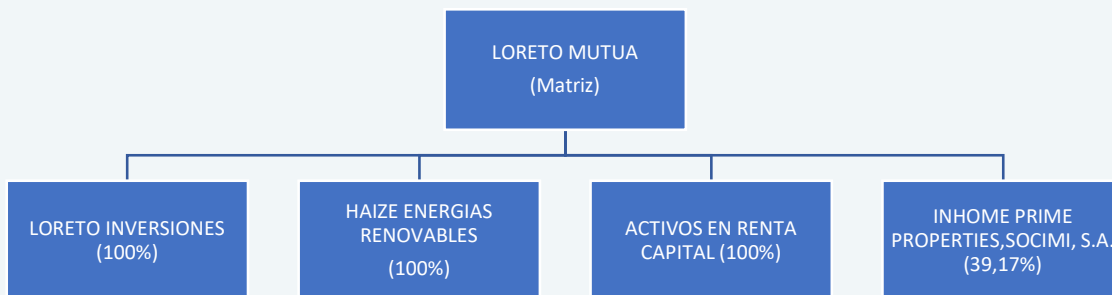 LORETO MUTUA
(Matriz)
LORETO INVERSIONES
(100%)
HAIZE ENERGIAS
RENOVABLES
(100%)
ACTIVOS EN RENTA
CAPITAL (100%)
INHOME PRIME
PROPERTIES,SOCIMI, S.A.
(39,17%)